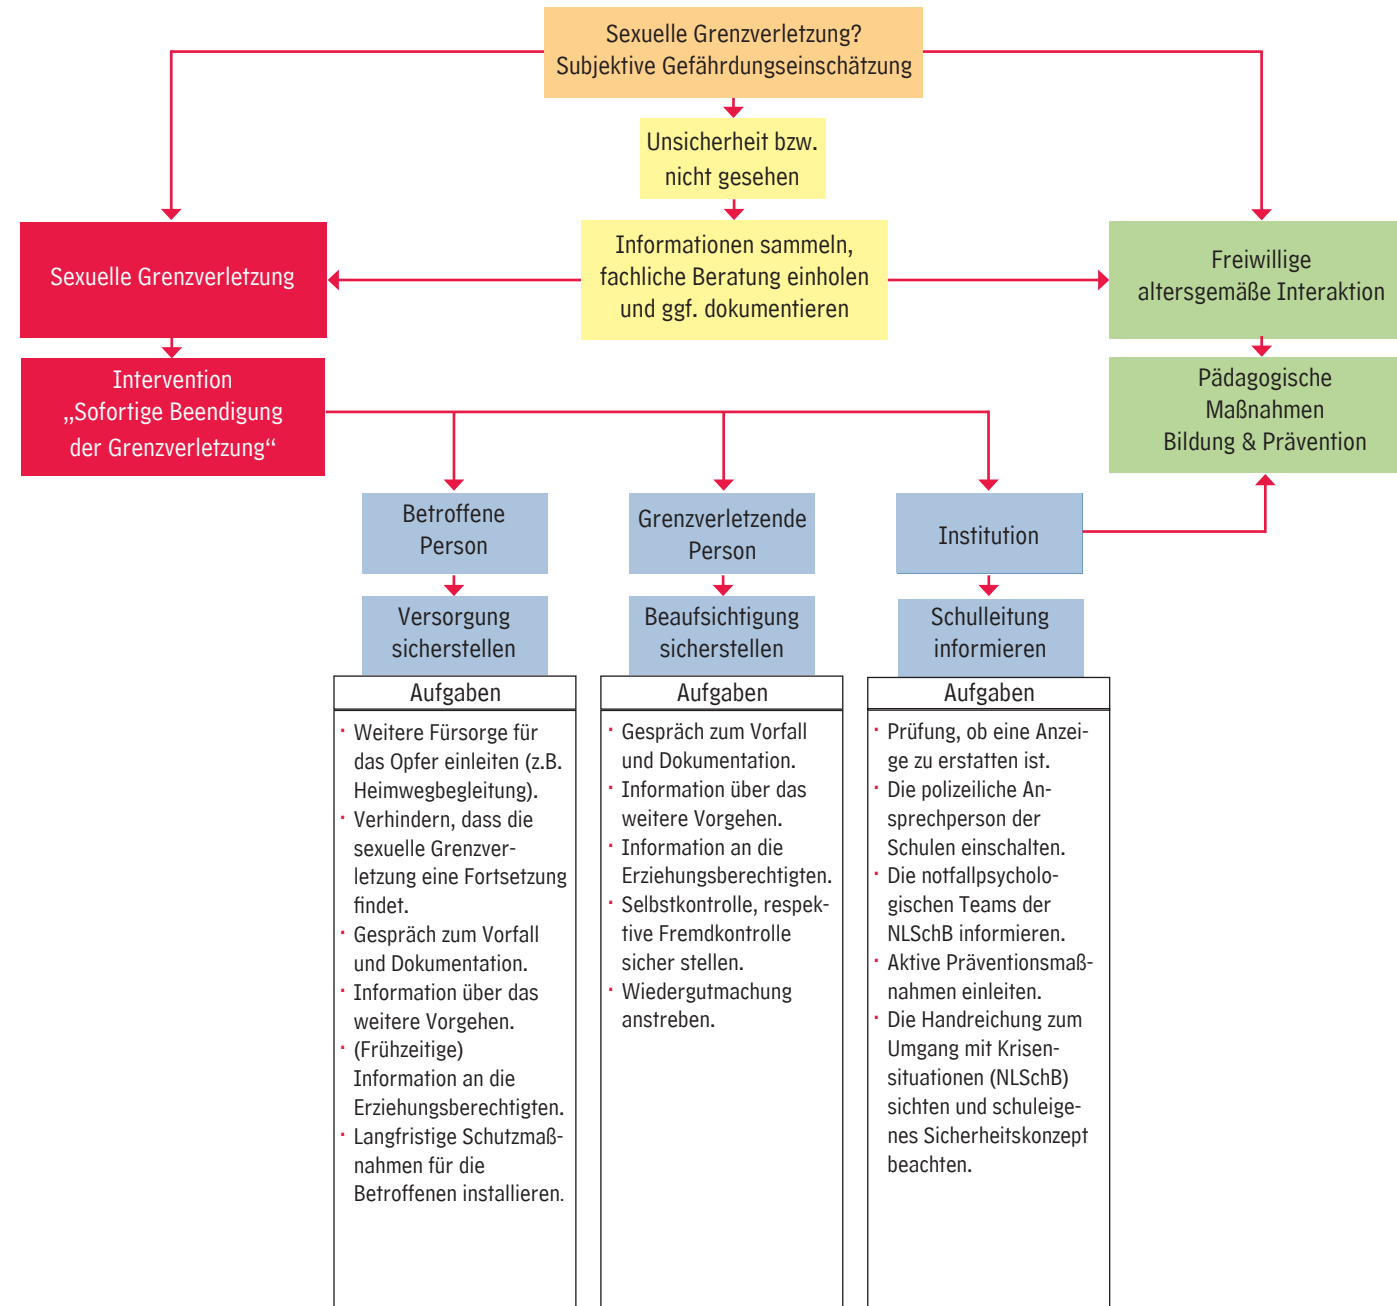 Sexuelle Grenzverletzung?
Subjektive Gefährdungseinschätzung
Unsicherheit bzw.
nicht gesehen
Sexuelle Grenzverletzung
Informationen sammeln,
fachliche Beratung einholen
und ggf. dokumentieren
Freiwillige
altersgemäße Interaktion
Intervention
„Sofortige Beendigung
der Grenzverletzung“
Pädagogische
Maßnahmen
Bildung & Prävention
Betroffene
Person
Grenzverletzende
Person
Institution
Versorgung
sicherstellen
Beaufsichtigung
sicherstellen
Schulleitung
informieren
Aufgaben
· Weitere Fürsorge für
das Opfer einleiten (z.B.
Heimwegbegleitung).
· Verhindern, dass die
sexuelle Grenzver-
letzung eine Fortsetzung
findet.
· Gespräch zum Vorfall
und Dokumentation.
· Information über das
weitere Vorgehen.
· (Frühzeitige)
Information an die
Erziehungsberechtigten.
· Langfristige Schutzmaß-
nahmen für die
Betroffenen installieren.
Aufgaben
· Gespräch zum Vorfall
und Dokumentation.
· Information über das
weitere Vorgehen.
· Information an die
Erziehungsberechtigten.
· Selbstkontrolle, respek-
tive Fremdkontrolle
sicher stellen.
· Wiedergutmachung
anstreben.
Aufgaben
· Prüfung, ob eine Anzei-
ge zu erstatten ist.
· Die polizeiliche An-
sprechperson der
Schulen einschalten.
· Die notfallpsycholo-
gischen Teams der
NLSchB informieren.
· Aktive Präventionsmaß-
nahmen einleiten.
· Die Handreichung zum
Umgang mit Krisen-
situationen (NLSchB)
sichten und schuleige-
nes Sicherheitskonzept
beachten.